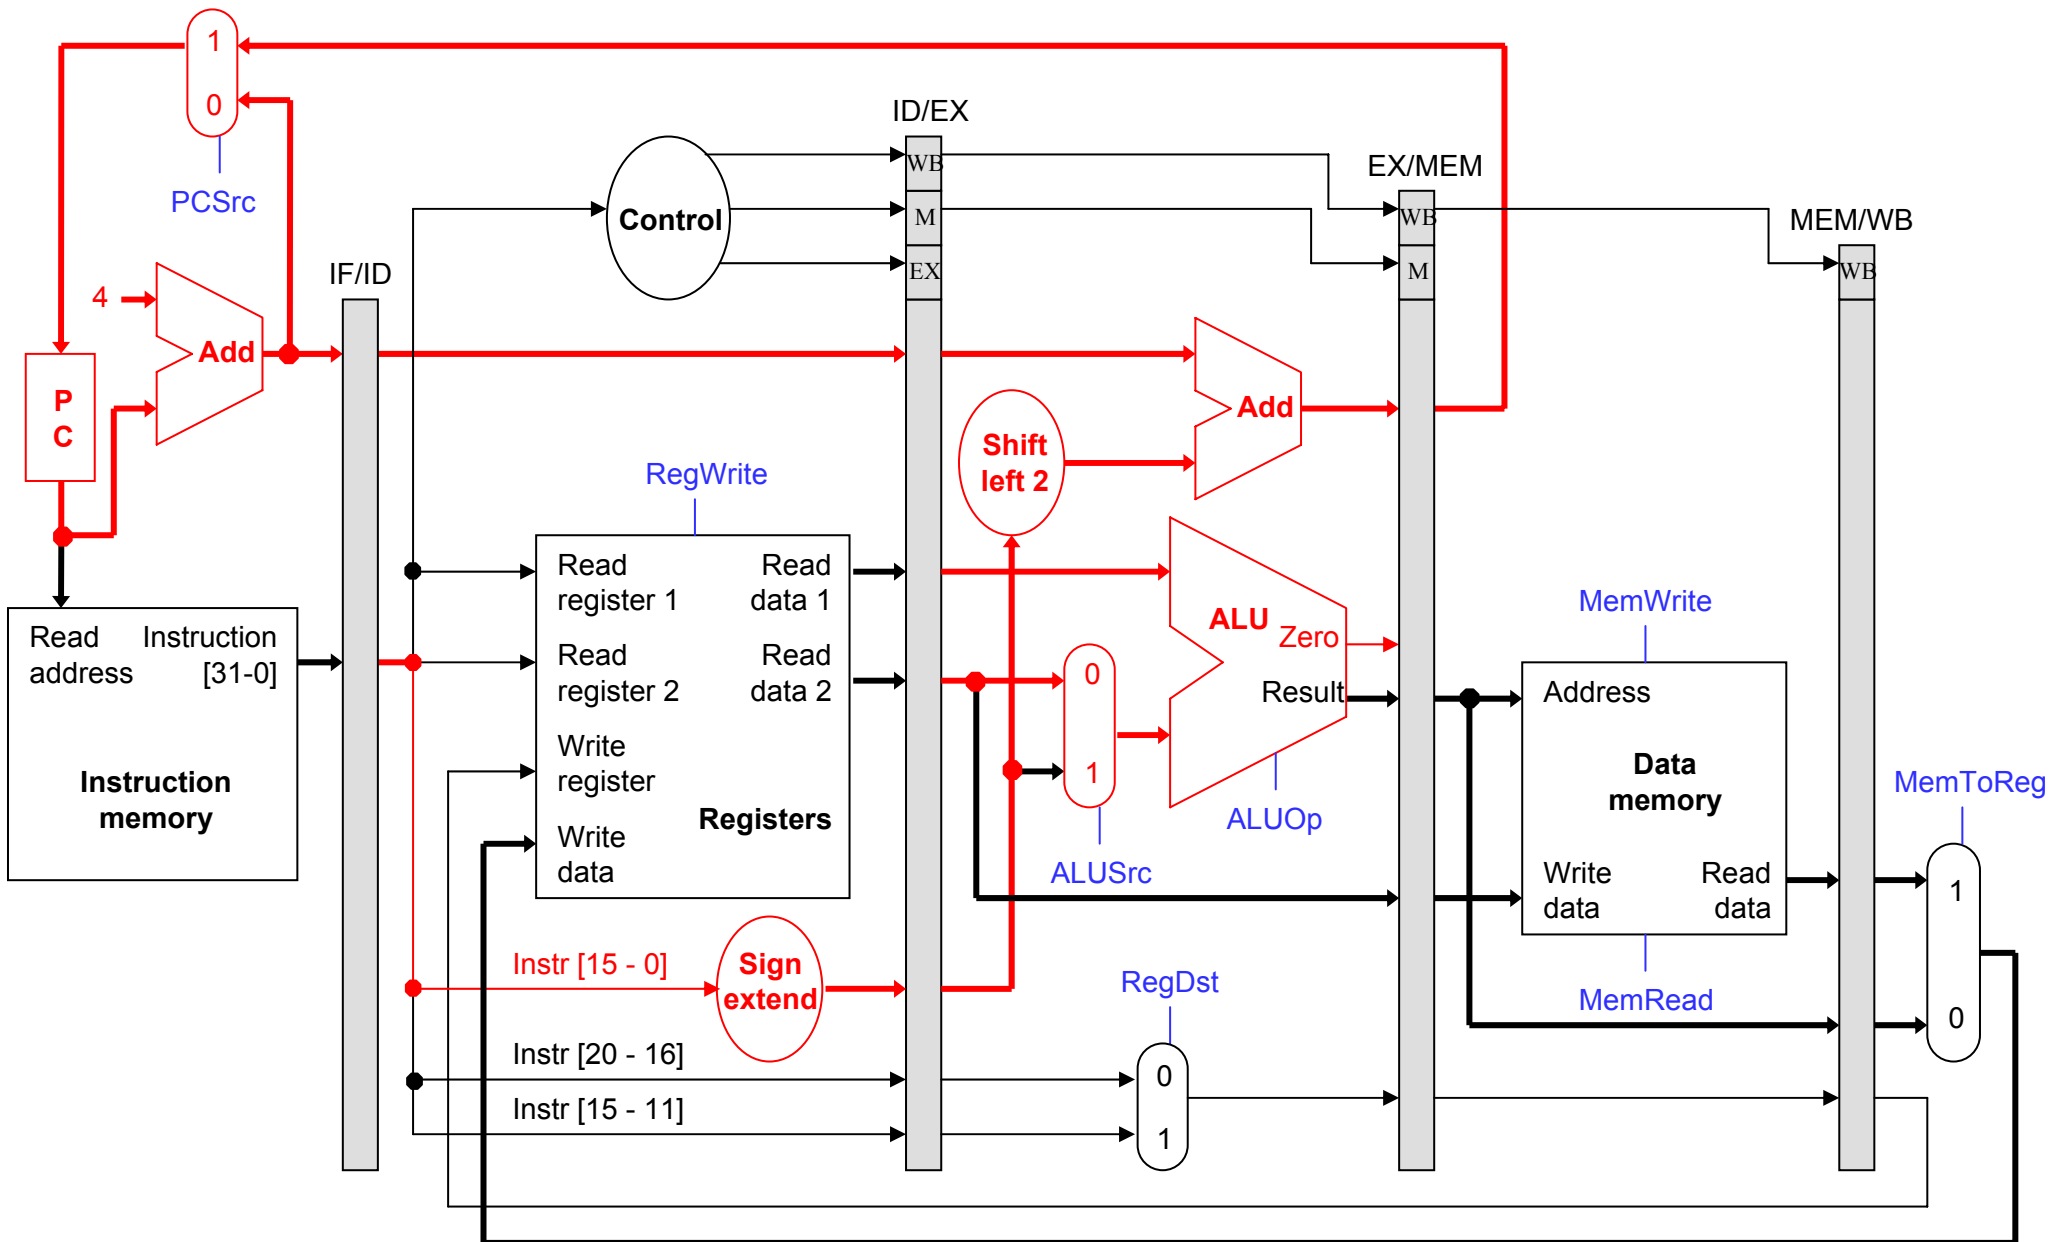 1
0
PCSrc
4
Add
P
C
Read
address
Instruction
[31-0]
Instruction
memory
IF/ID
Control
ID/EX
WB
M
EX
EX/MEM
WB
M
MEM/WB
WB
RegWrite
Read
register 1
Read
data 1
Read
register 2
Read
data 2
Write
register
Write
data
Registers
Shift
left 2
Add
ALU
Zero
Result
0
1
ALUSrc
ALUOp
MemWrite
Address
Data
memory
Write
data
Read
data
MemRead
MemToReg
1
0
Instr [15 - 0]
Sign
extend
Instr [20 - 16]
Instr [15 - 11]
RegDst
0
1